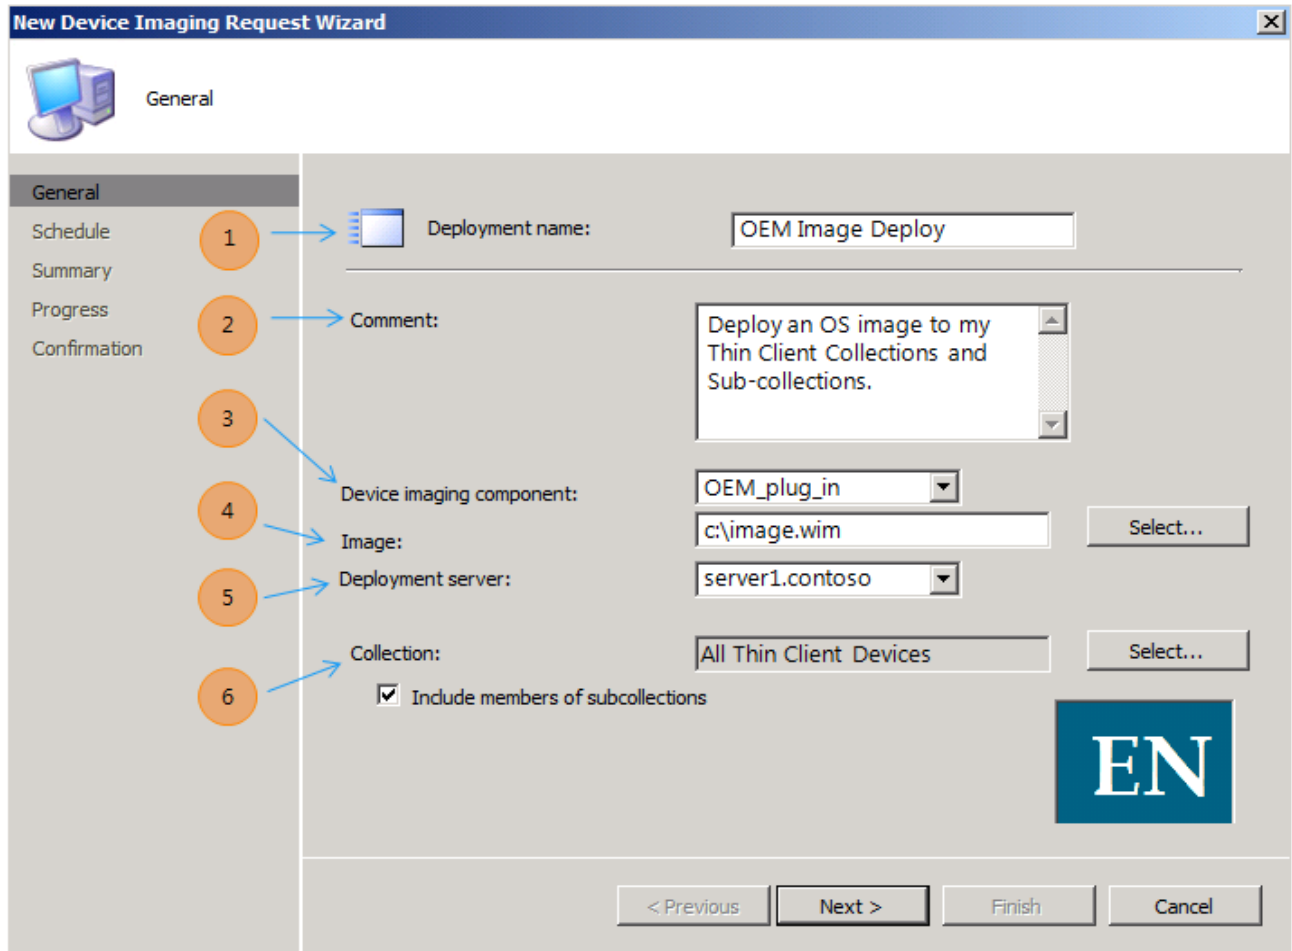 New Device Imaging Request Wizard
General
General
Schedule
Summary
Progress
Confirmation
1
Deployment name:
OEM Image Deploy
2
Comment:
Deploy an OS image to my
Thin Client Collections and
Sub-collections.
3
Device imaging component:
OEM_plug_in
4
Image:
c:\image.wim
Select...
5
Deployment server:
server1.contoso
6
Collection:
All Thin Client Devices
Select...
Include members of subcollections
EN
< Previous
Next >
Finish
Cancel